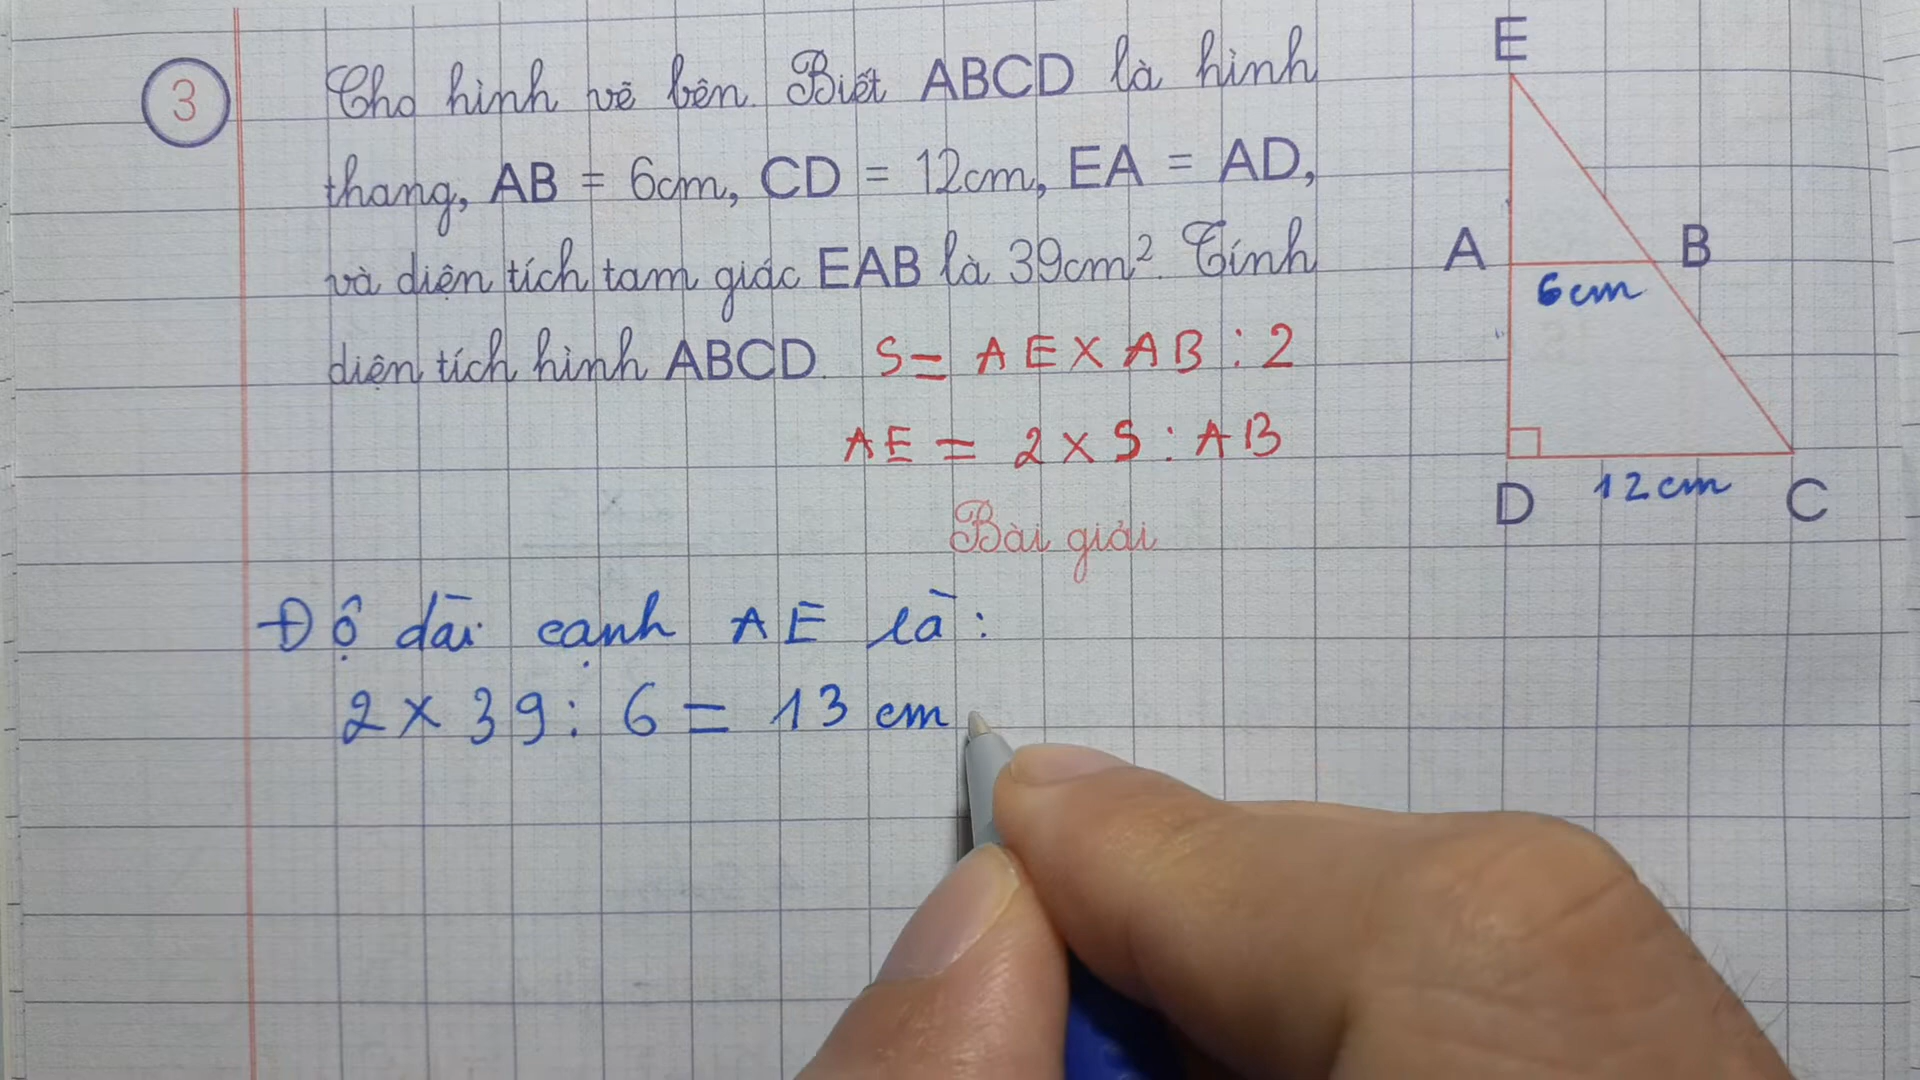 3
Cho hình vẽ bên. Biết ABCD là hình
thang, AB = 6cm, CD = 12cm, EA = AD,
và diện tích tam giác EAB là 39cm². Tính
diện tích hình ABCD.
S = AE X AB : 2
AE = 2 x S : AB
Bài giải
Độ dài cạnh AE là:
2 x 39 : 6 = 13 cm
E
A
B
6cm
12cm
D
C